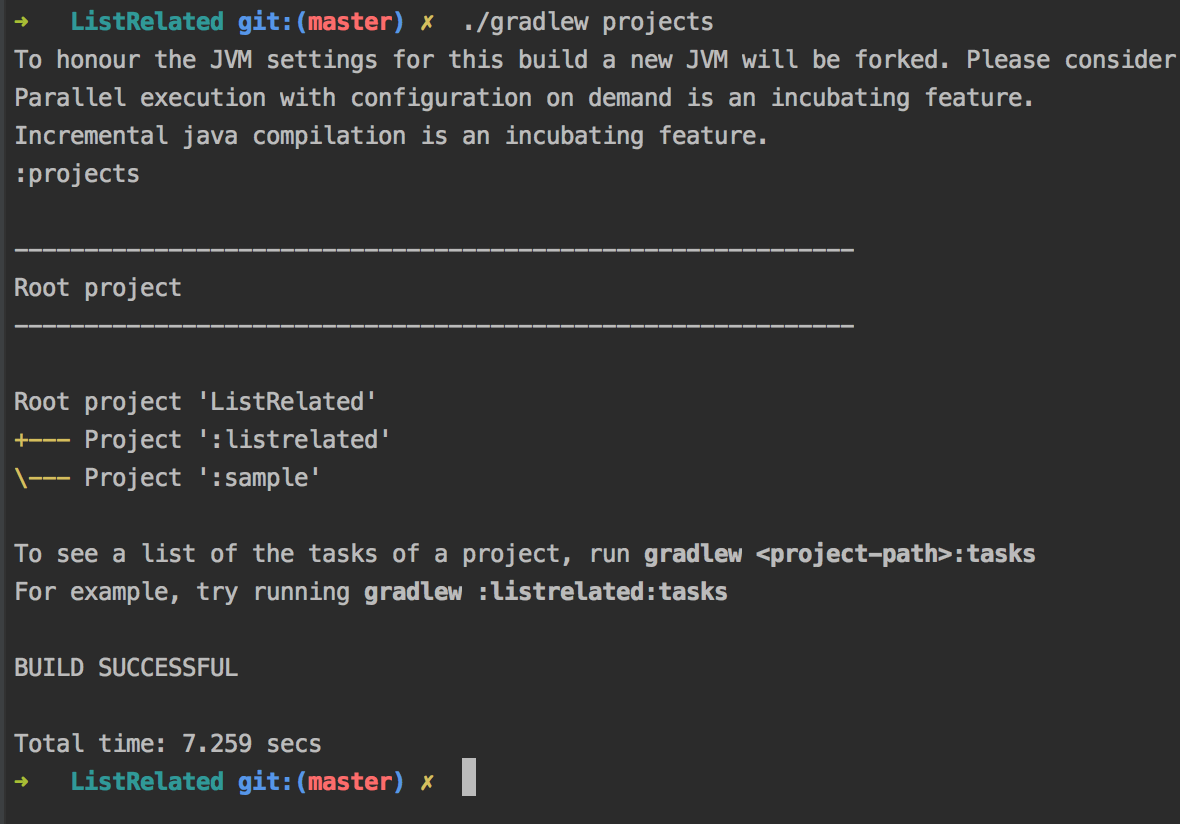 ➜  ListRelated git:(master) ✗  ./gradlew projects
To honour the JVM settings for this build a new JVM will be forked. Please consider
Parallel execution with configuration on demand is an incubating feature.
Incremental java compilation is an incubating feature.
:projects
------------------------------------------------------------
Root project
------------------------------------------------------------
Root project 'ListRelated'
+--- Project ':listrelated'
\--- Project ':sample'
To see a list of the tasks of a project, run gradlew <project-path>:tasks
For example, try running gradlew :listrelated:tasks
BUILD SUCCESSFUL
Total time: 7.259 secs
➜  ListRelated git:(master) ✗